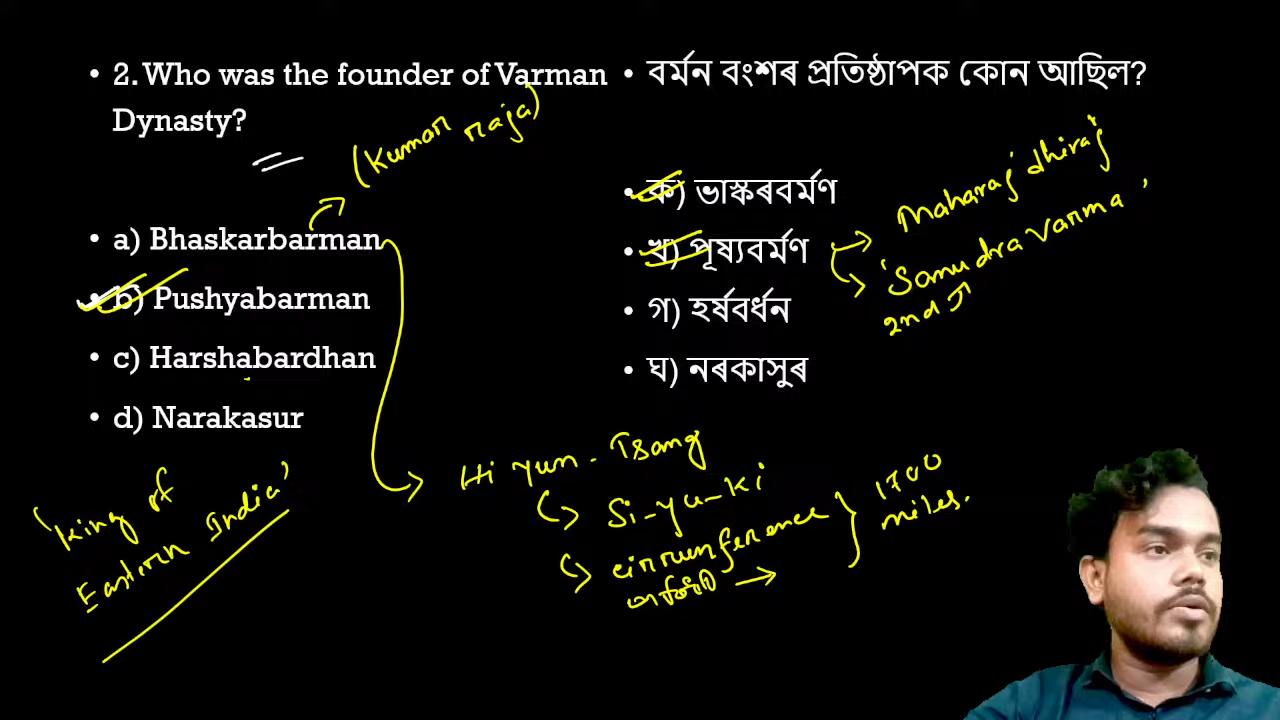 • 2. Who was the founder of Varman Dynasty?
(Kumar raja)
• a) Bhaskarbarman
• b) Pushyabarman
• c) Harshabardhan
• d) Narakasur
'King of
Eastern India'
• বৰ্মন বংশৰ প্ৰতিষ্ঠাপক কোন আছিল?
• ক) ভাস্কৰবৰ্মণ
• খ) পূষ্যবৰ্মণ
• গ) হৰ্ষবৰ্ধন
• ঘ) নৰকাসুৰ
Maharaj dhiraj
'Samudra Varma'
2nd
Hi yun-Tsang
Si-yu-ki
circumference
1700
miles.